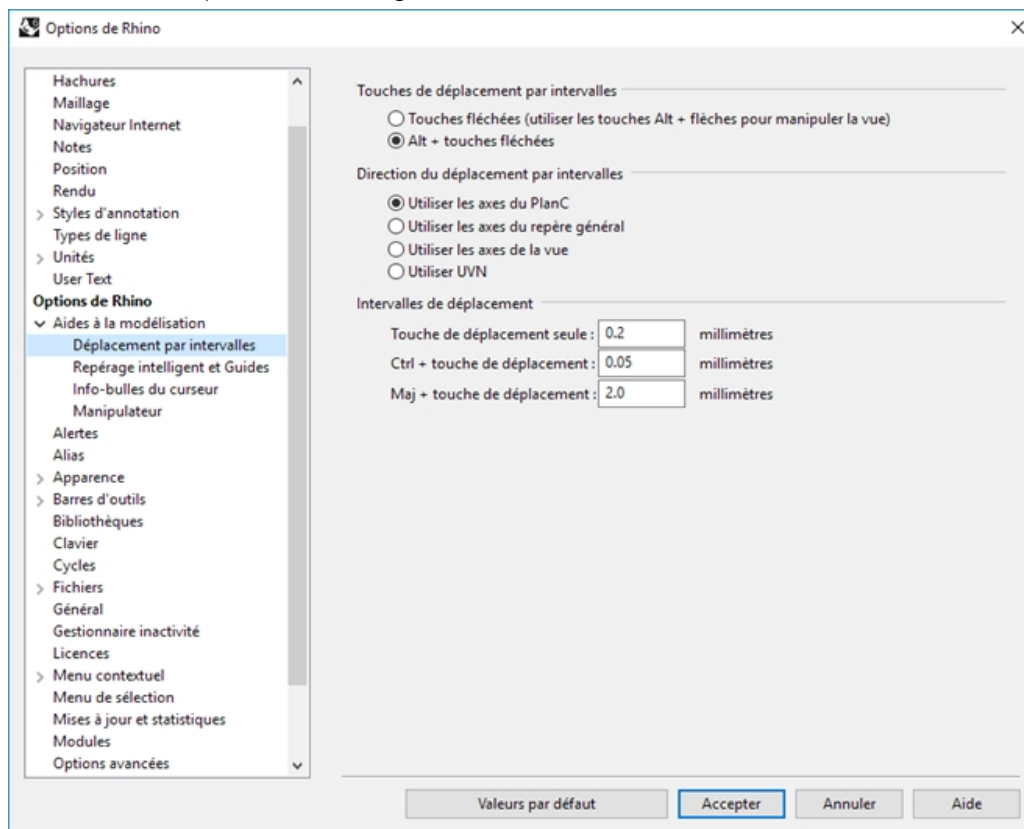 Options de Rhino
Hachures
Maillage
Navigateur Internet
Notes
Position
Rendu
Styles d'annotation
Types de ligne
Unités
User Text
Options de Rhino
Aides à la modélisation
Déplacement par intervalles
Repérage intelligent et Guides
Info-bulles du curseur
Manipulateur
Alertes
Alias
Apparence
Barres d'outils
Bibliothèques
Clavier
Cycles
Fichiers
Général
Gestionnaire inactivité
Licences
Menu contextuel
Menu de sélection
Mises à jour et statistiques
Modules
Options avancées
Touches de déplacement par intervalles
Touches fléchées (utiliser les touches Alt + flèches pour manipuler la vue)
Alt + touches fléchées
Direction du déplacement par intervalles
Utiliser les axes du PlanC
Utiliser les axes du repère général
Utiliser les axes de la vue
Utiliser UVN
Intervalles de déplacement
Touche de déplacement seule : 0.2 millimètres
Ctrl + touche de déplacement : 0.05 millimètres
Maj + touche de déplacement : 2.0 millimètres
Valeurs par défaut Accepter Annuler Aide